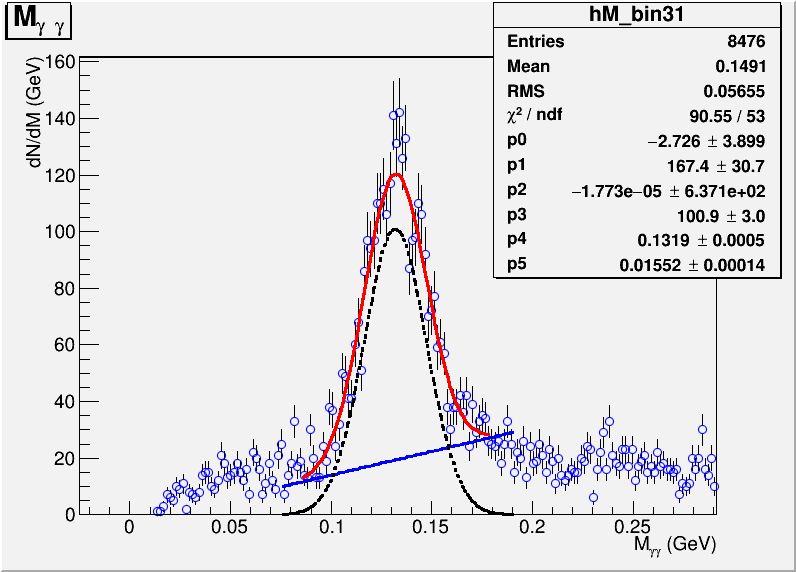 M γ γ
hM_bin31
Entries 8476
Mean 0.1491
RMS 0.05655
χ² / ndf 90.55 / 53
p0 −2.726 ± 3.899
p1 167.4 ± 30.7
p2 −1.773e−05 ± 6.371e+02
p3 100.9 ± 3.0
p4 0.1319 ± 0.0005
p5 0.01552 ± 0.00014
dN/dM (GeV)
160
140
120
100
80
60
40
20
0
0 0.05 0.1 0.15 0.2 0.25
Mγγ (GeV)